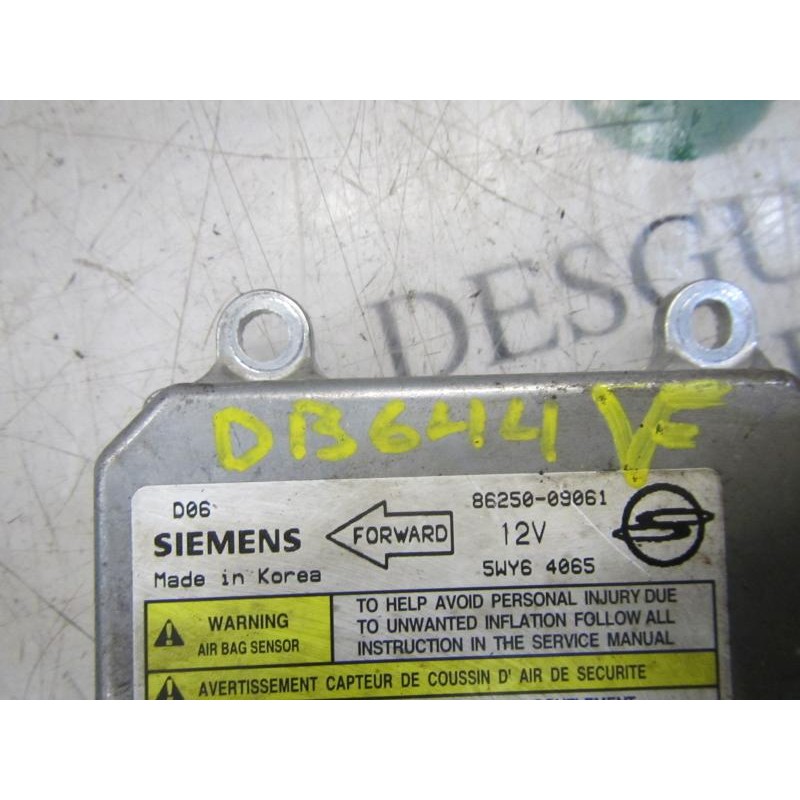 DESGU
DB644 VF
D06
SIEMENS
Made in Korea
FORWARD
86250-09061
12V
5WY6 4065
WARNING
AIR BAG SENSOR
TO HELP AVOID PERSONAL INJURY DUE
TO UNWANTED INFLATION FOLLOW ALL
INSTRUCTION IN THE SERVICE MANUAL
AVERTISSEMENT CAPTEUR DE COUSSIN D' AIR DE SECURITE